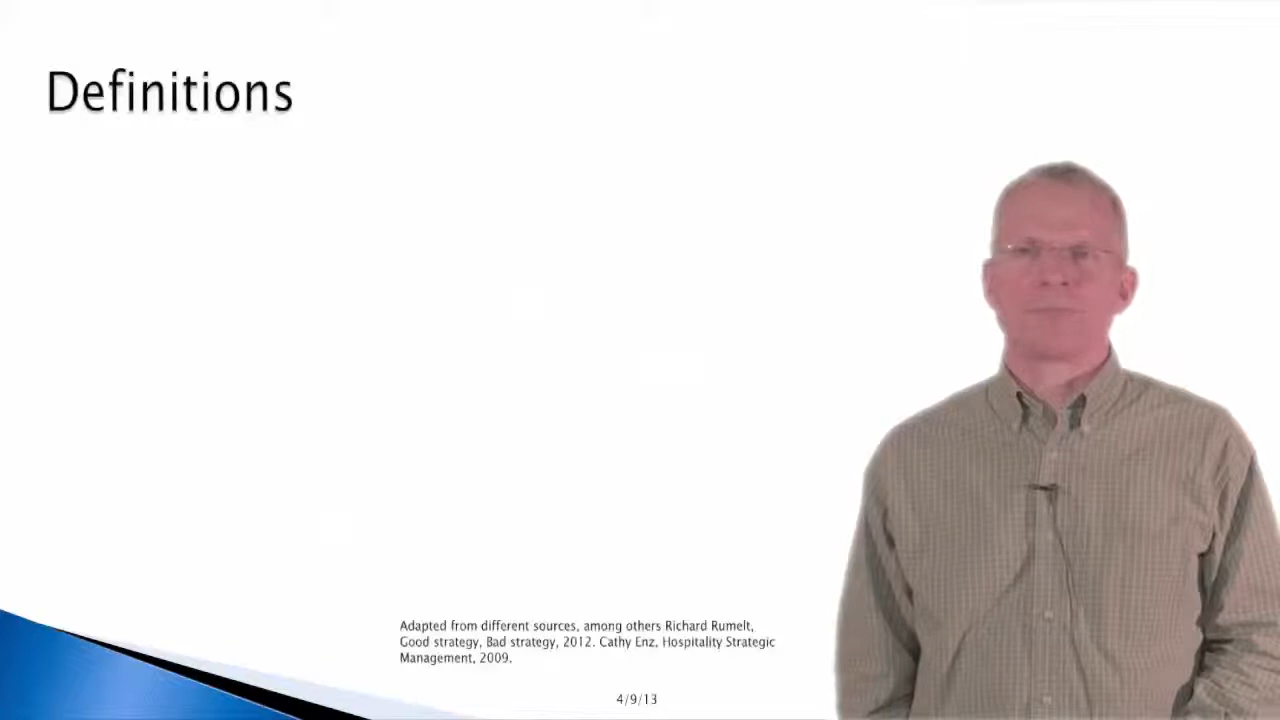 Definitions
Adapted from different sources, among others Richard Rumelt,
Good strategy, Bad strategy, 2012. Cathy Enz, Hospitality Strategic
Management, 2009.
4/9/13